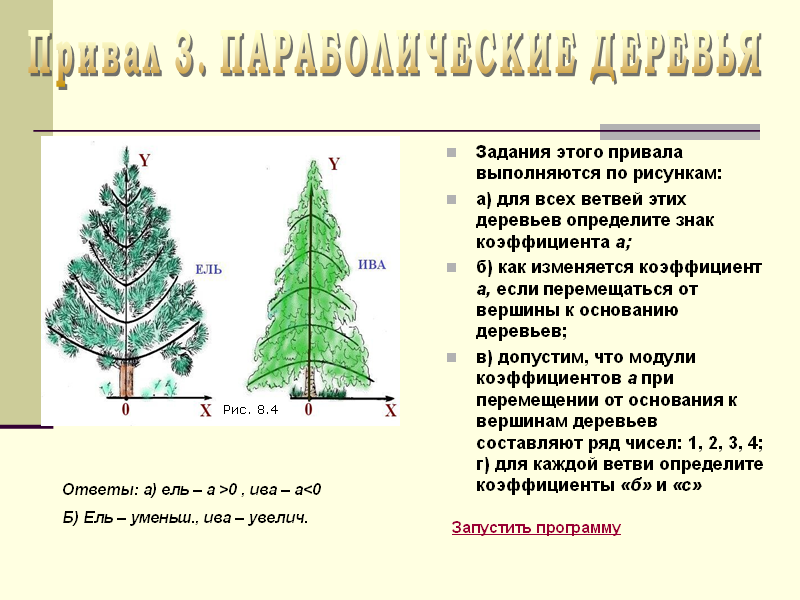 Привал 3. ПАРАБОЛИЧЕСКИЕ ДЕРЕВЬЯ
Y
ЕЛЬ
0
X
Рис. 8.4
Y
ИВА
0
X
Ответы: а) ель – а >0 , ива – а<0
Б) Ель – уменьш., ива – увелич.
Задания этого привала
выполняются по рисункам:
а) для всех ветвей этих
деревьев определите знак
коэффициента а;
б) как изменяется коэффициент
а, если перемещаться от
вершины к основанию
деревьев;
в) допустим, что модули
коэффициентов а при
перемещении от основания к
вершинам деревьев
составляют ряд чисел: 1, 2, 3, 4;
г) для каждой ветви определите
коэффициенты «б» и «с»
Запустить программу